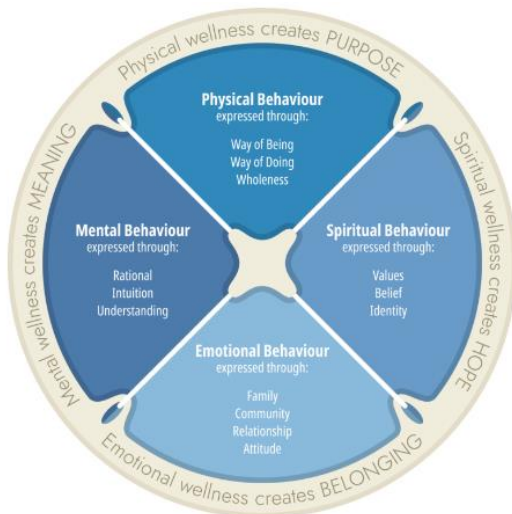 Physical wellness creates PURPOSE
Physical Behaviour
expressed through:
Way of Being
Way of Doing
Wholeness
Mental wellness creates MEANING
Mental Behaviour
expressed through:
Rational
Intuition
Understanding
Spiritual Behaviour
expressed through:
Values
Belief
Identity
Spiritual wellness creates HOPE
Emotional Behaviour
expressed through:
Family
Community
Relationship
Attitude
Emotional wellness creates BELONGING